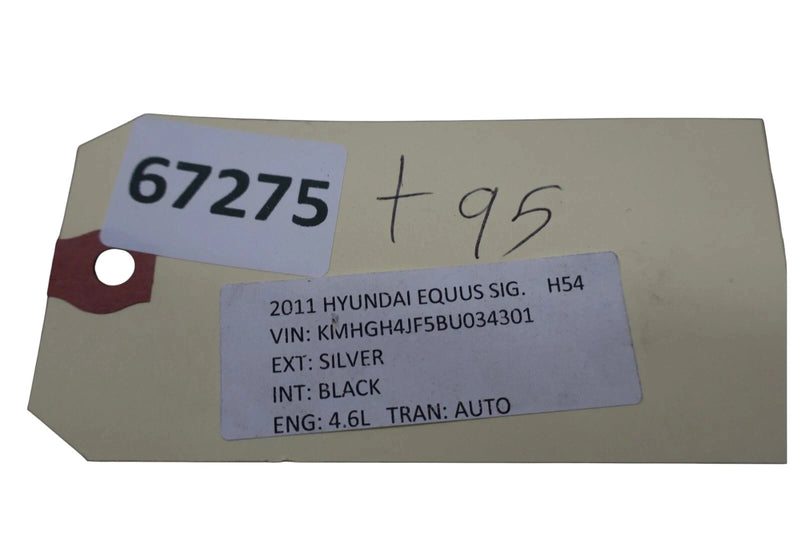 67275
t 95
2011 HYUNDAI EQUUS SIG. H54
VIN: KMHGH4JF5BU034301
EXT: SILVER
INT: BLACK
ENG: 4.6L TRAN: AUTO